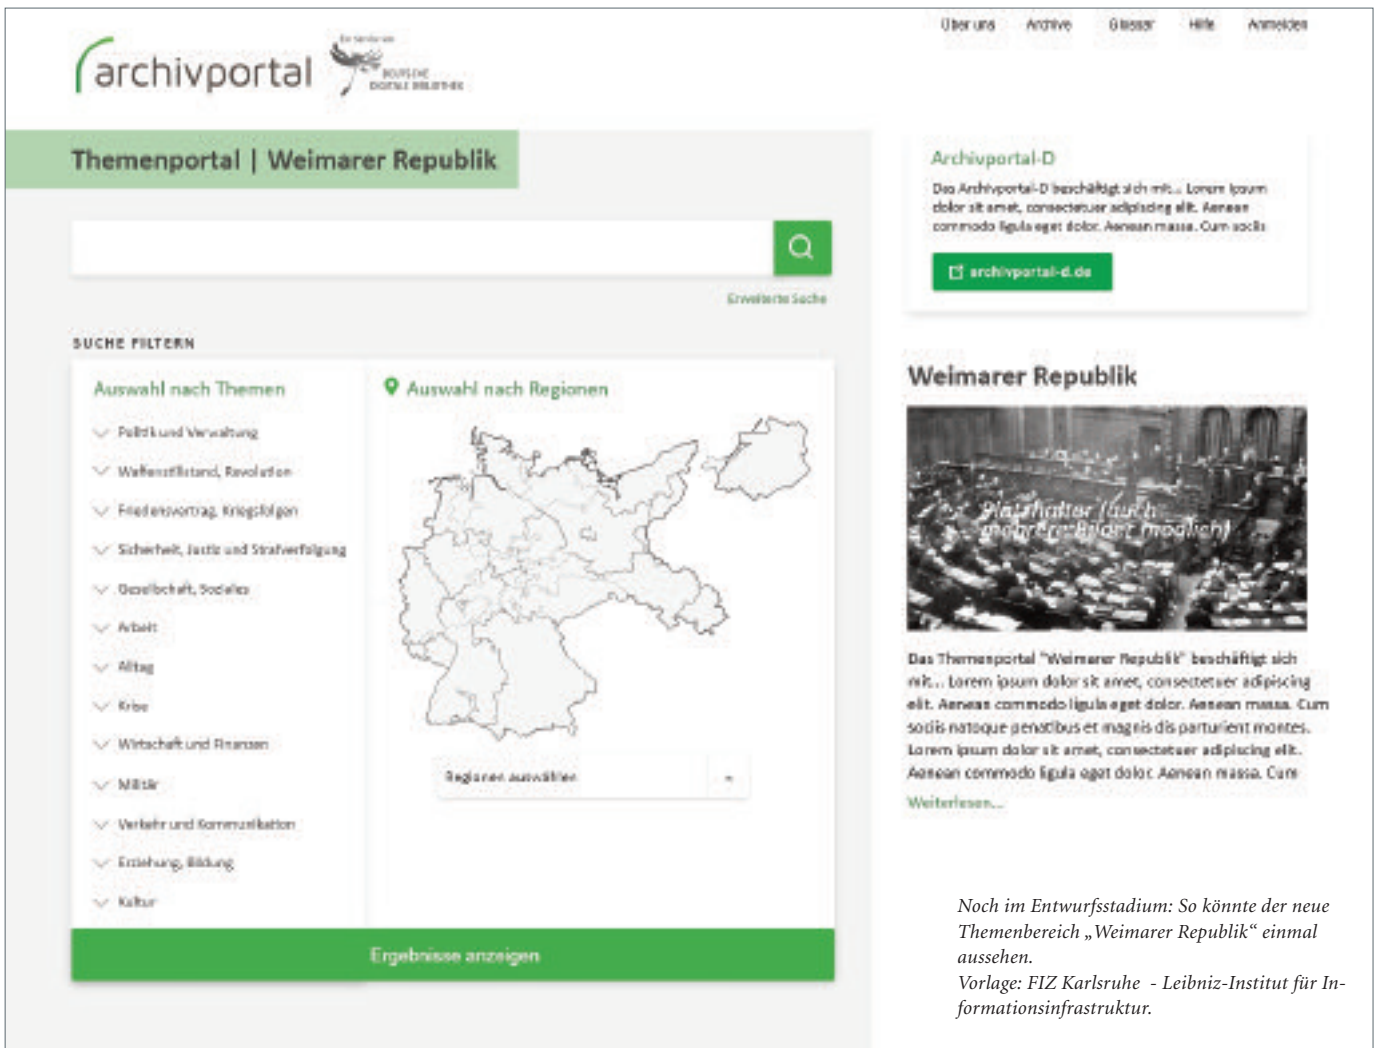 Über uns Archive Glossar Hilfe Anmelden
archivportal
Ein Service von
DEUTSCHE
DIGITALE BIBLIOTHEK
Themenportal | Weimarer Republik
Erweiterte Suche
SUCHE FILTERN
Auswahl nach Themen
Politik und Verwaltung
Waffenstillstand, Revolution
Friedensvertrag, Kriegsfolgen
Sicherheit, Justiz und Strafverfolgung
Gesellschaft, Soziales
Arbeit
Alltag
Krise
Wirtschaft und Finanzen
Militär
Verkehr und Kommunikation
Erziehung, Bildung
Kultur
Auswahl nach Regionen
Regionen auswählen
Ergebnisse anzeigen
Archivportal-D
Das Archivportal-D beschäftigt sich mit... Lorem ipsum
dolor sit amet, consectetuer adipiscing elit. Aenean
commodo ligula eget dolor. Aenean massa. Cum sociis
archivportal-d.de
Weimarer Republik
Platzhalter (auch
mehrere Bilder möglich)
Das Themenportal "Weimarer Republik" beschäftigt sich
mit... Lorem ipsum dolor sit amet, consectetuer adipiscing
elit. Aenean commodo ligula eget dolor. Aenean massa. Cum
sociis natoque penatibus et magnis dis parturient montes.
Lorem ipsum dolor sit amet, consectetuer adipiscing elit.
Aenean commodo ligula eget dolor. Aenean massa. Cum
Weiterlesen...
Noch im Entwurfsstadium: So könnte der neue
Themenbereich „Weimarer Republik“ einmal
aussehen.
Vorlage: FIZ Karlsruhe - Leibniz-Institut für In-
formationsinfrastruktur.